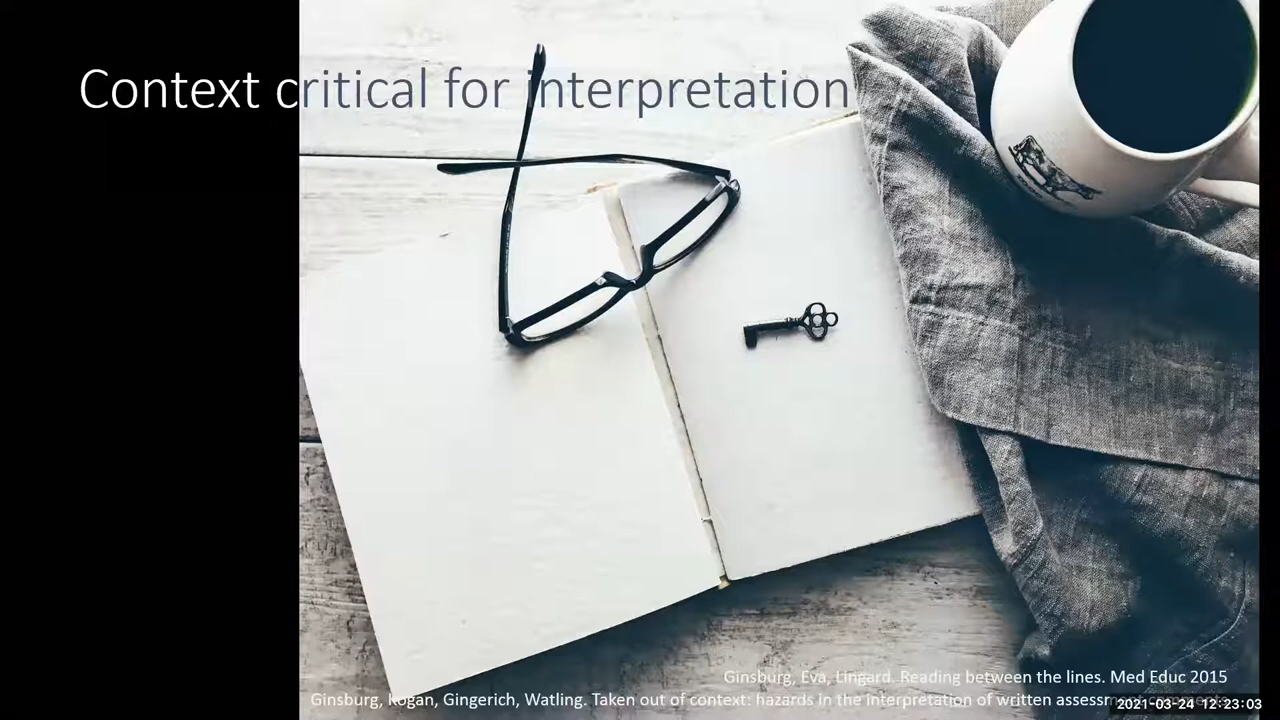 Context critical for interpretation
Ginsburg, Eva, Lingard. Reading between the lines. Med Educ 2015
Ginsburg, Kogan, Gingerich, Watling. Taken out of context: hazards in the interpretation of written
2021-03-24 12:23:03